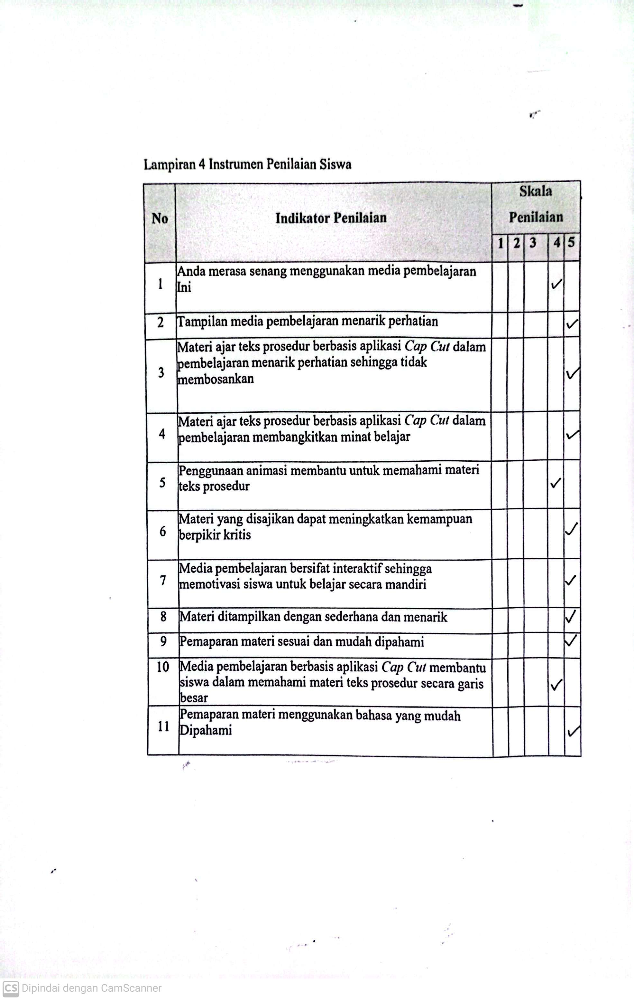 Lampiran 4 Instrumen Penilaian Siswa
No
Indikator Penilaian
Skala
Penilaian
1 2 3 4 5
1
Anda merasa senang menggunakan media pembelajaran
Ini
✓
2
Tampilan media pembelajaran menarik perhatian
✓
3
Materi ajar teks prosedur berbasis aplikasi Cap Cut dalam
pembelajaran menarik perhatian sehingga tidak
membosankan
✓
4
Materi ajar teks prosedur berbasis aplikasi Cap Cut dalam
pembelajaran membangkitkan minat belajar
✓
5
Penggunaan animasi membantu untuk memahami materi
teks prosedur
✓
6
Materi yang disajikan dapat meningkatkan kemampuan
berpikir kritis
✓
7
Media pembelajaran bersifat interaktif sehingga
memotivasi siswa untuk belajar secara mandiri
✓
8
Materi ditampilkan dengan sederhana dan menarik
✓
9
Pemaparan materi sesuai dan mudah dipahami
✓
10
Media pembelajaran berbasis aplikasi Cap Cut membantu
siswa dalam memahami materi teks prosedur secara garis
besar
✓
11
Pemaparan materi menggunakan bahasa yang mudah
Dipahami
✓
CS Dipindai dengan CamScanner